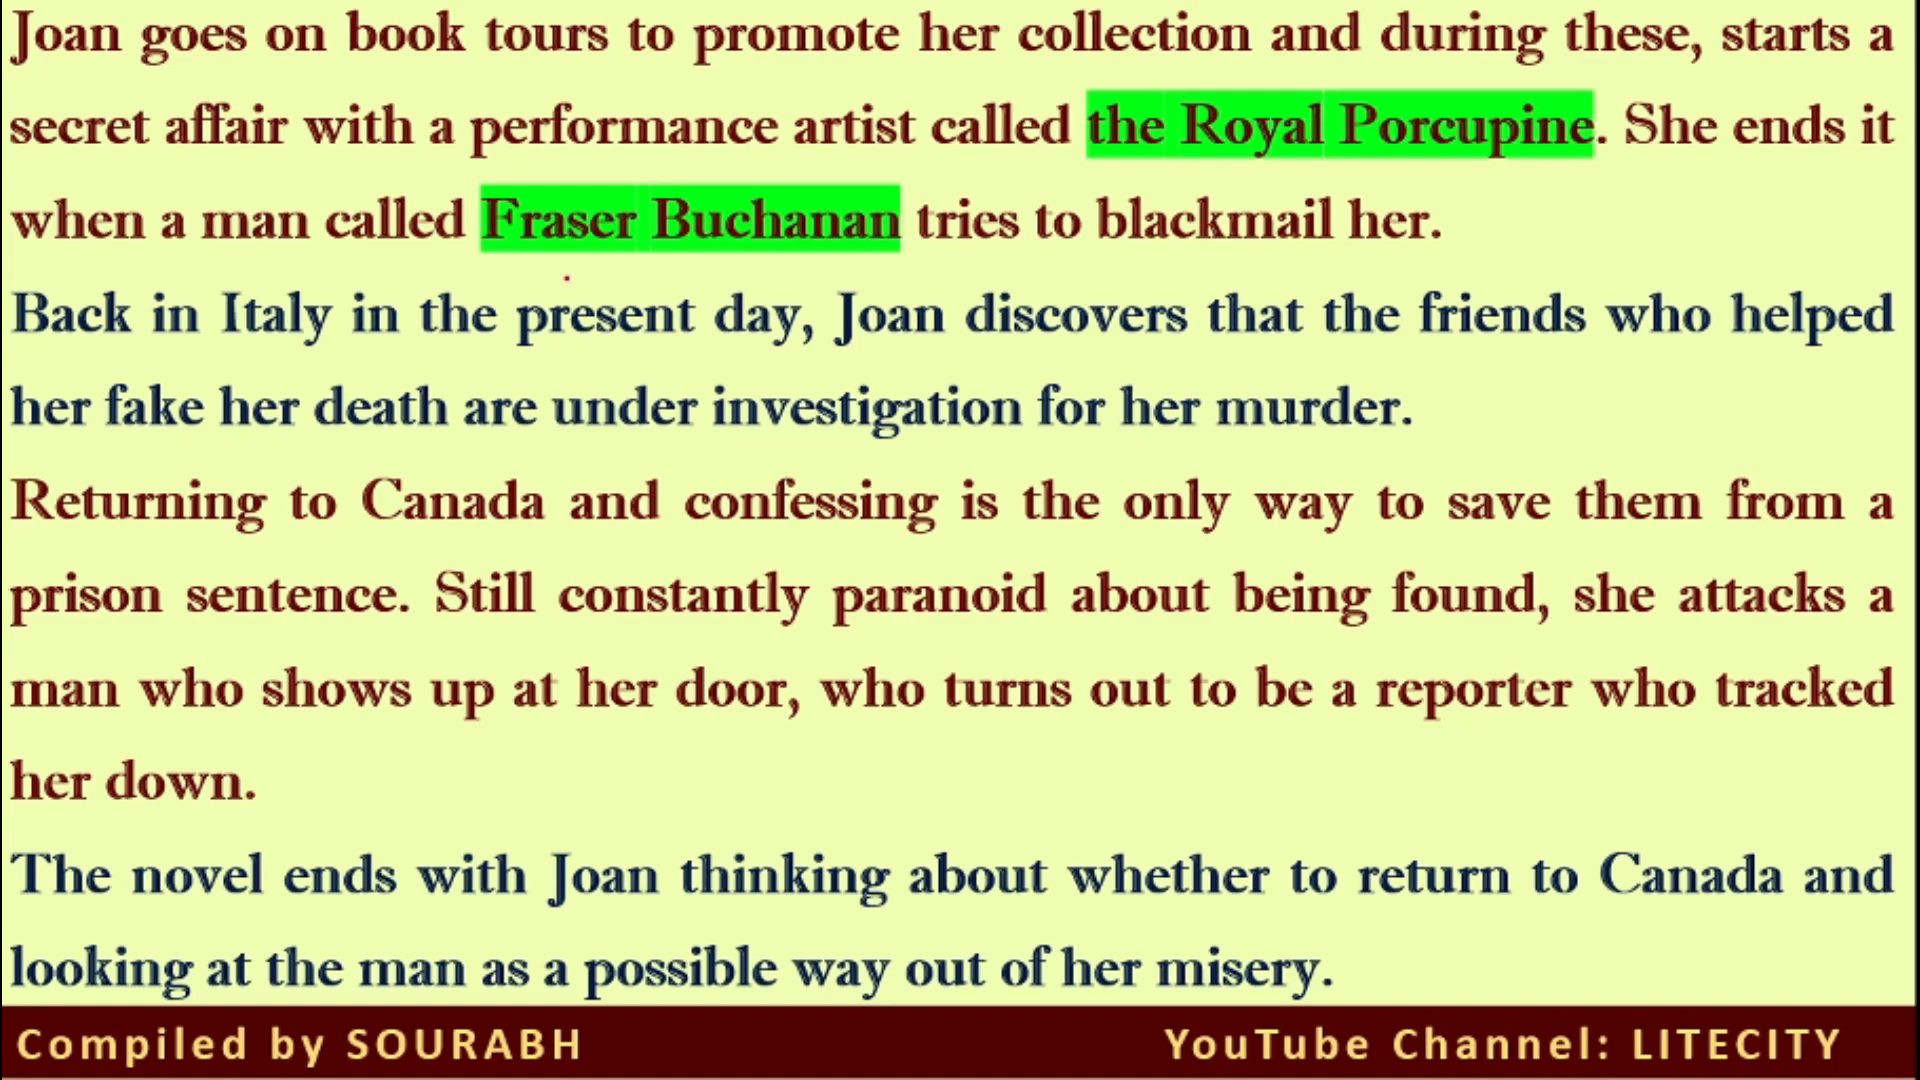 Joan goes on book tours to promote her collection and during these, starts a
secret affair with a performance artist called the Royal Porcupine. She ends it
when a man called Fraser Buchanan tries to blackmail her.
Back in Italy in the present day, Joan discovers that the friends who helped
her fake her death are under investigation for her murder.
Returning to Canada and confessing is the only way to save them from a
prison sentence. Still constantly paranoid about being found, she attacks a
man who shows up at her door, who turns out to be a reporter who tracked
her down.
The novel ends with Joan thinking about whether to return to Canada and
looking at the man as a possible way out of her misery.
Compiled by SOURABH
YouTube Channel: LITECITY